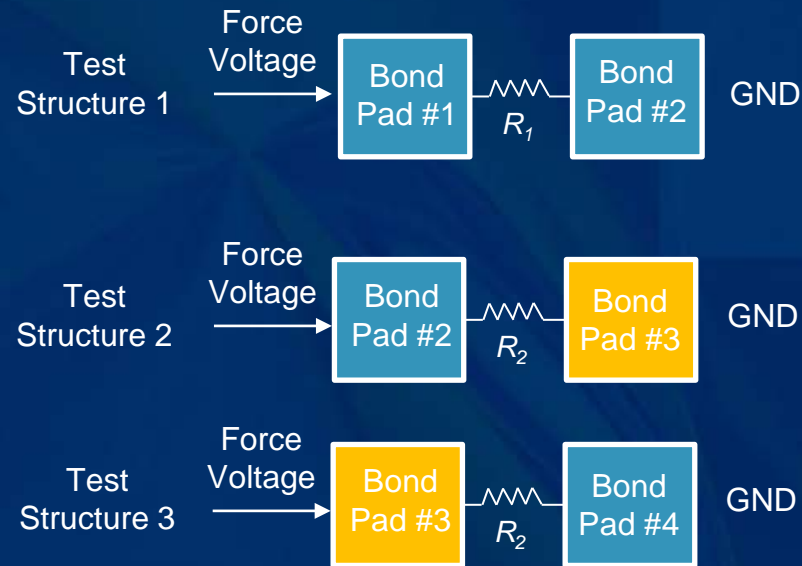 Test
Structure 1
Force
Voltage
Bond
Pad #1
R1
Bond
Pad #2
GND
Test
Structure 2
Force
Voltage
Bond
Pad #2
R2
Bond
Pad #3
GND
Test
Structure 3
Force
Voltage
Bond
Pad #3
R2
Bond
Pad #4
GND